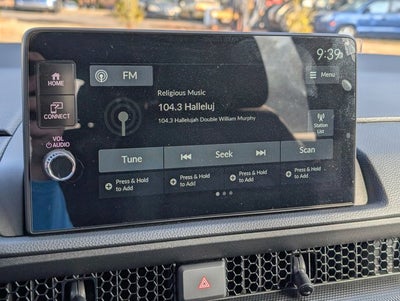 9:39
HOME
FM
Menu
Religious Music
104.3 Halleluj
CONNECT
104.3 Hallelujah Double William Murphy
Station
List
VOL
AUDIO
Tune
Seek
Scan
Press & Hold
to Add
Press & Hold
to Add
Press & Hold
to Add
Press & Hold
to Add